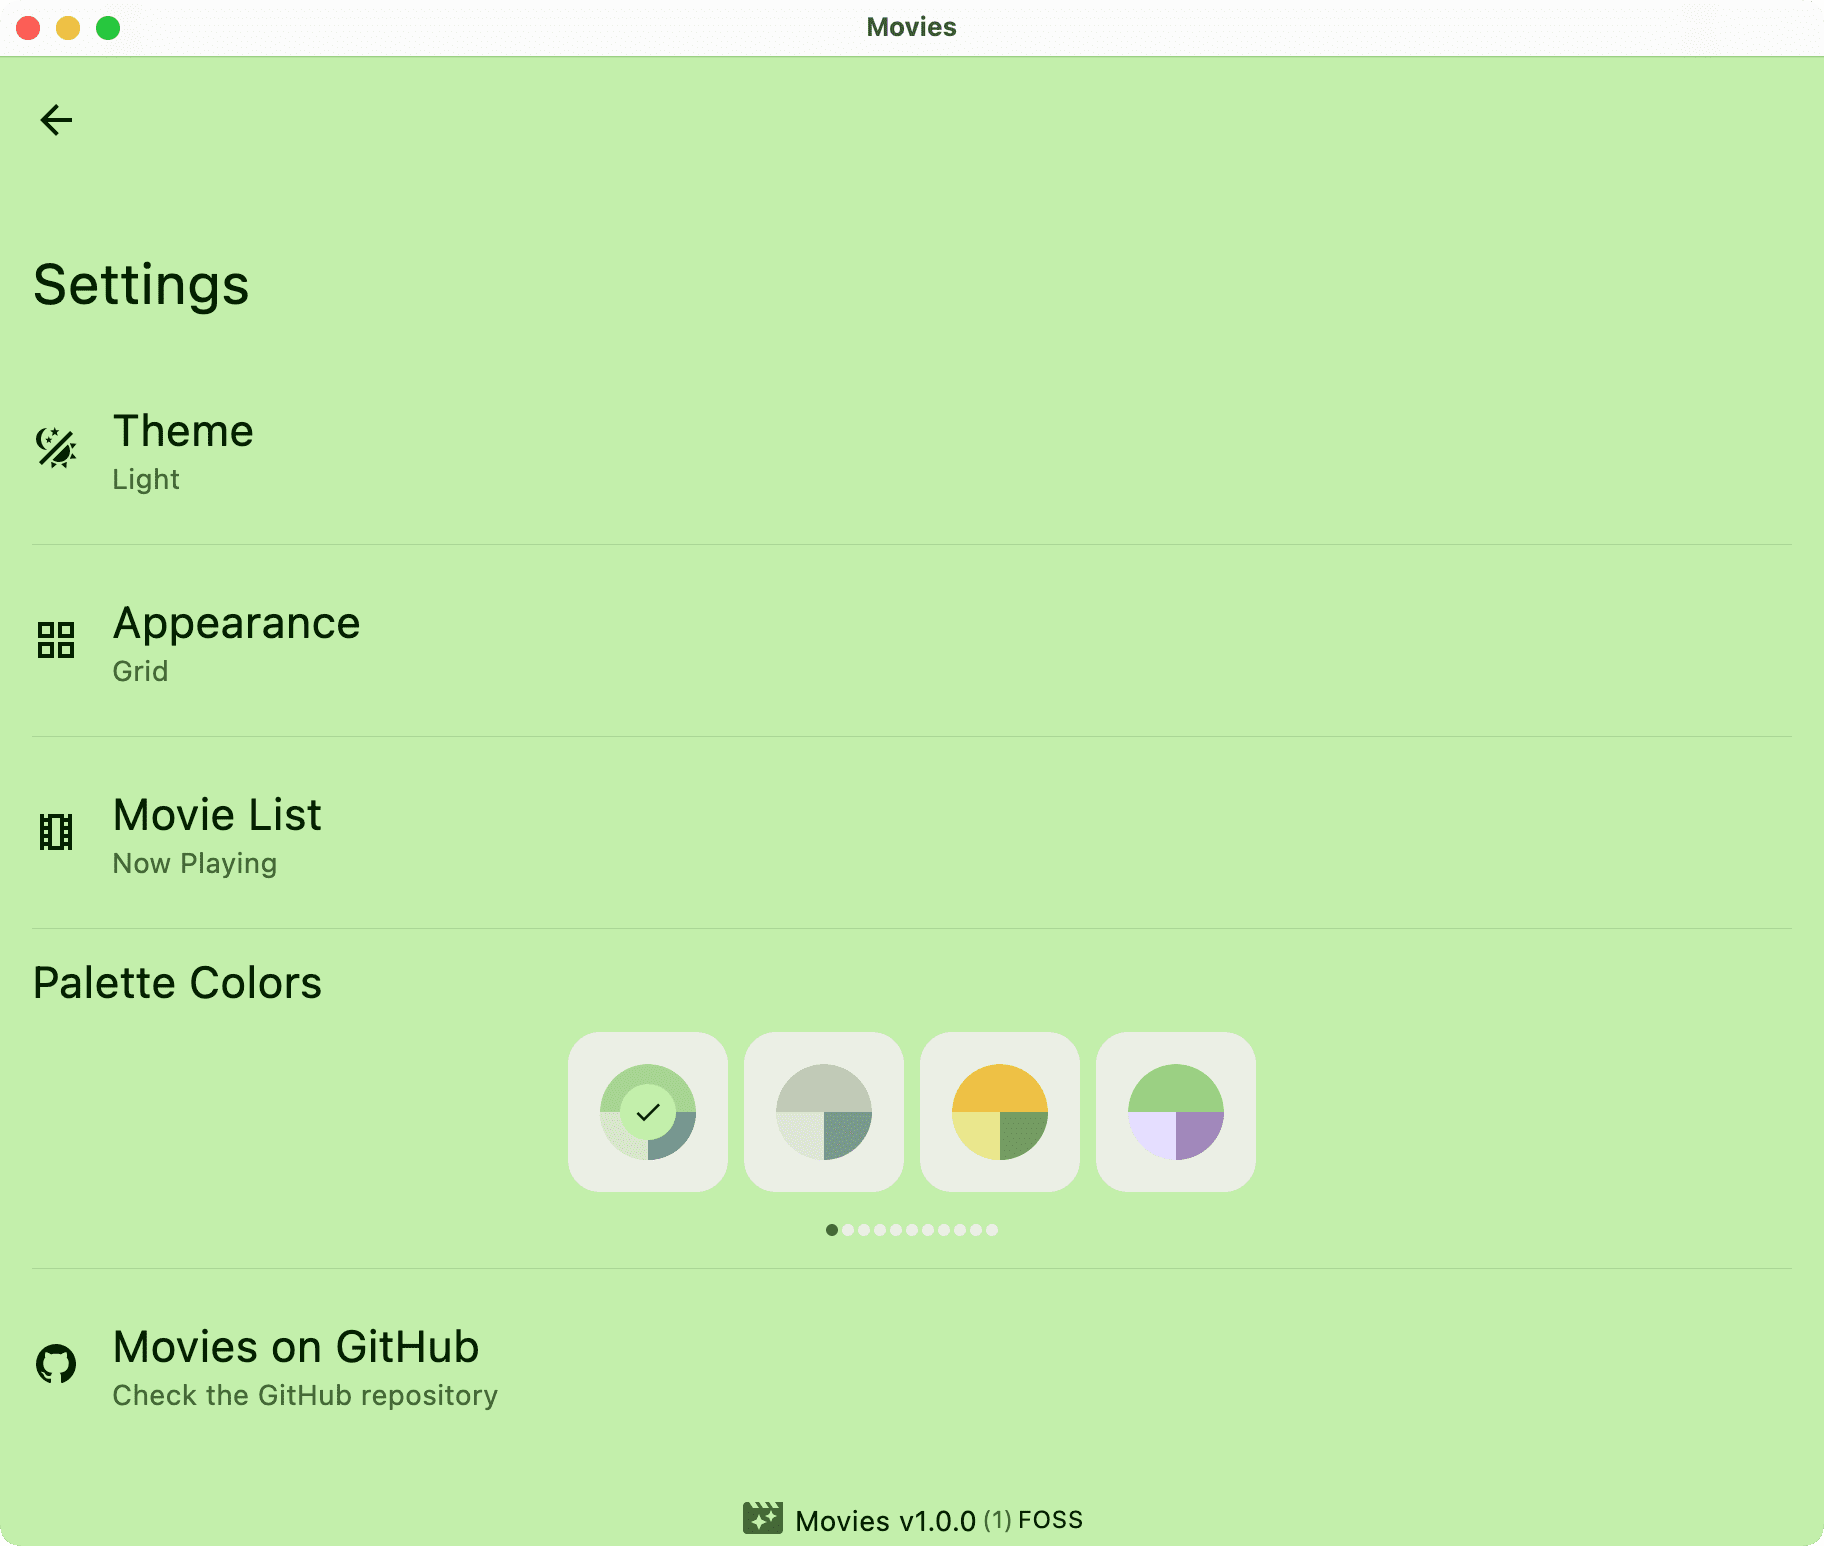 Movies
Settings
Theme
Light
Appearance
Grid
Movie List
Now Playing
Palette Colors
Movies on GitHub
Check the GitHub repository
Movies v1.0.0 (1) FOSS